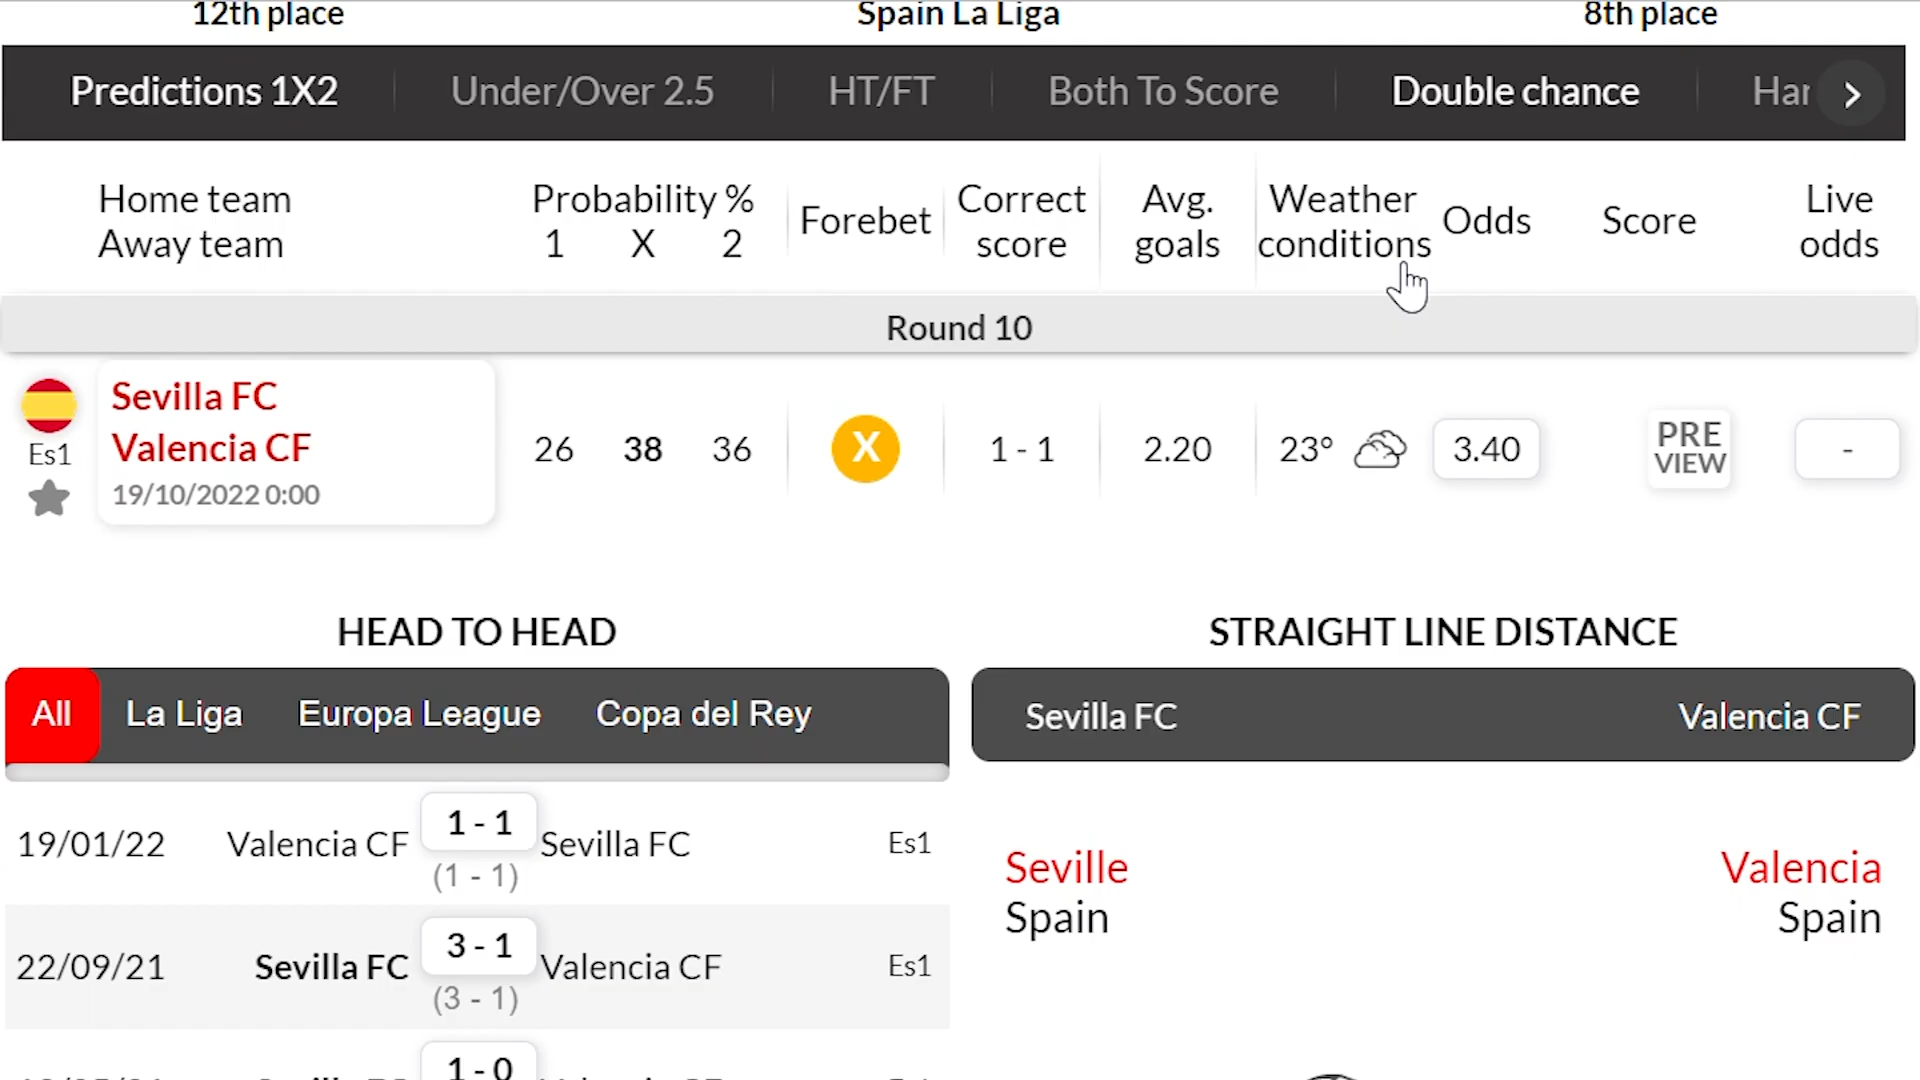 12th place
Spain La Liga
8th place
Predictions 1X2
Under/Over 2.5
HT/FT
Both To Score
Double chance
Har
Home team
Away team
Probability %
1 X 2
Forebet
Correct
score
Avg.
goals
Weather
conditions
Odds
Score
Live
odds
Round 10
Es1
Sevilla FC
Valencia CF
19/10/2022 0:00
26 38 36
X
1 - 1
2.20
23°
3.40
PRE
VIEW
-
HEAD TO HEAD
All La Liga Europa League Copa del Rey
19/01/22 Valencia CF 1 - 1 Sevilla FC Es1
(1 - 1)
22/09/21 Sevilla FC 3 - 1 Valencia CF Es1
(3 - 1)
1 - 0
STRAIGHT LINE DISTANCE
Sevilla FC Valencia CF
Seville
Spain
Valencia
Spain